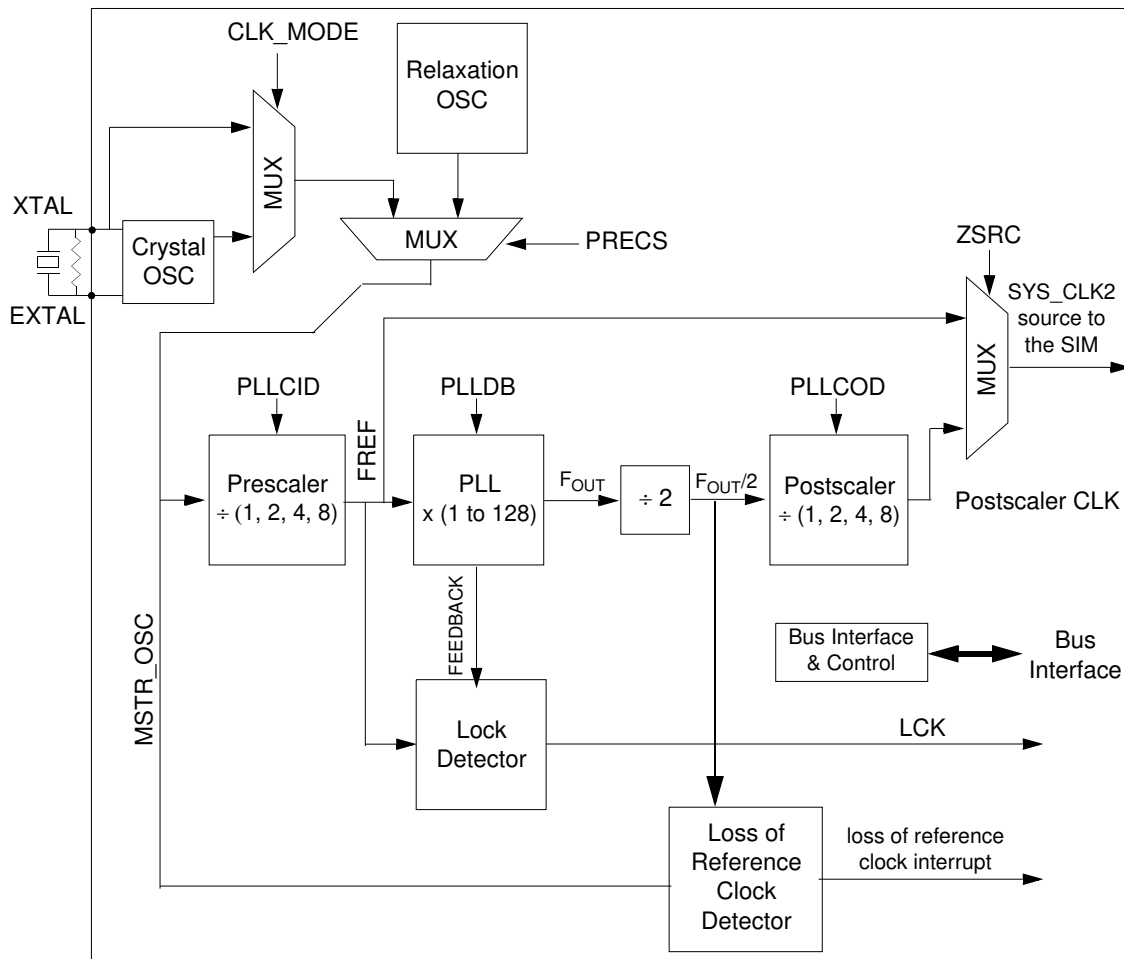 CLK_MODE
Relaxation
OSC
MUX
XTAL
Crystal
OSC
EXTAL
MUX
PRECS
ZSRC
SYS_CLK2
source to
the SIM
MUX
PLLCID
PLLDB
PLLCOD
FREF
Prescaler
÷ (1, 2, 4, 8)
PLL
x (1 to 128)
FOUT
÷ 2
FOUT/2
Postscaler
÷ (1, 2, 4, 8)
Postscaler CLK
MSTR_OSC
FEEDBACK
Bus Interface
& Control
Bus
Interface
Lock
Detector
LCK
Loss of
Reference
Clock
Detector
loss of reference
clock interrupt